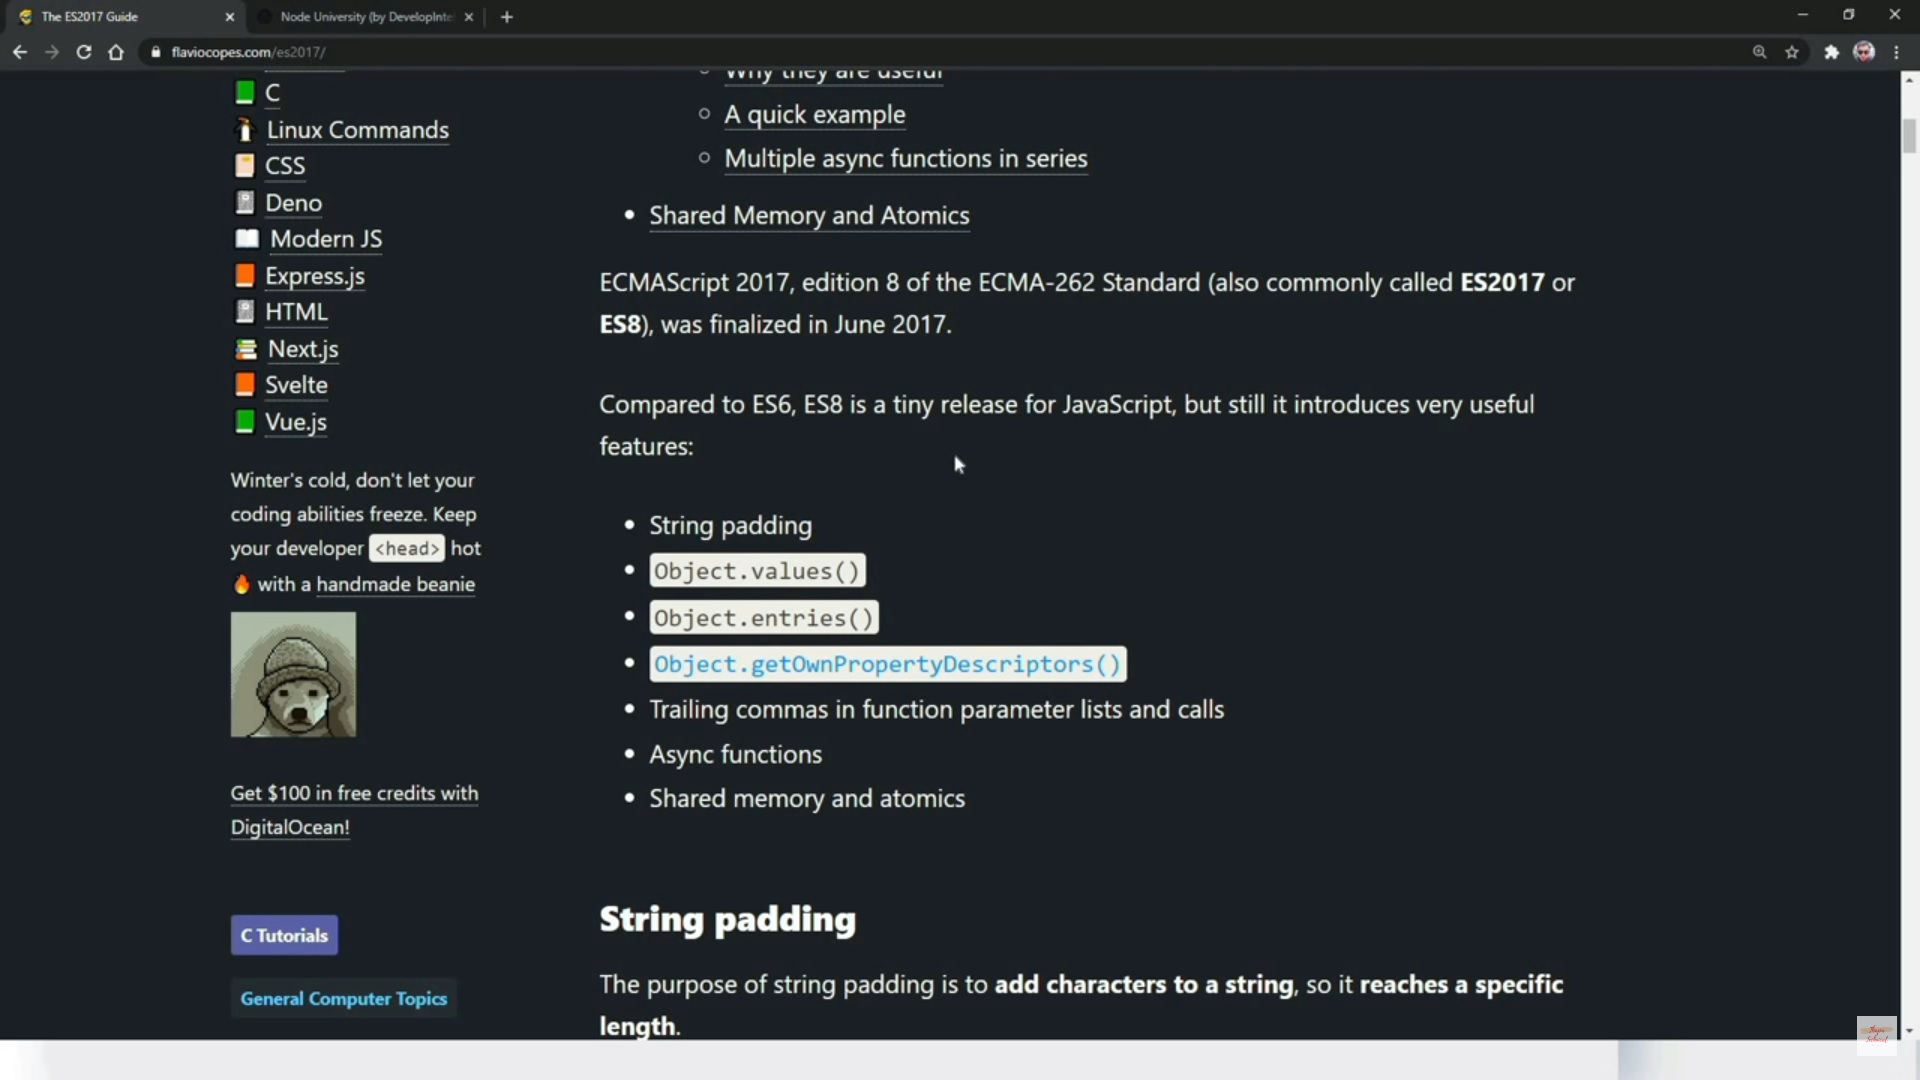 The ES2017 Guide
Node University (by DevelopInte
flaviocopes.com/es2017/
C
Linux Commands
CSS
Deno
Modern JS
Express.js
HTML
Next.js
Svelte
Vue.js
Winter's cold, don't let your
coding abilities freeze. Keep
your developer <head> hot
🔥 with a handmade beanie
Get $100 in free credits with
DigitalOcean!
C Tutorials
General Computer Topics
Why they are useful
A quick example
Multiple async functions in series
Shared Memory and Atomics
ECMAScript 2017, edition 8 of the ECMA-262 Standard (also commonly called ES2017 or
ES8), was finalized in June 2017.
Compared to ES6, ES8 is a tiny release for JavaScript, but still it introduces very useful
features:
String padding
Object.values()
Object.entries()
Object.getOwnPropertyDescriptors()
Trailing commas in function parameter lists and calls
Async functions
Shared memory and atomics
String padding
The purpose of string padding is to add characters to a string, so it reaches a specific
length.